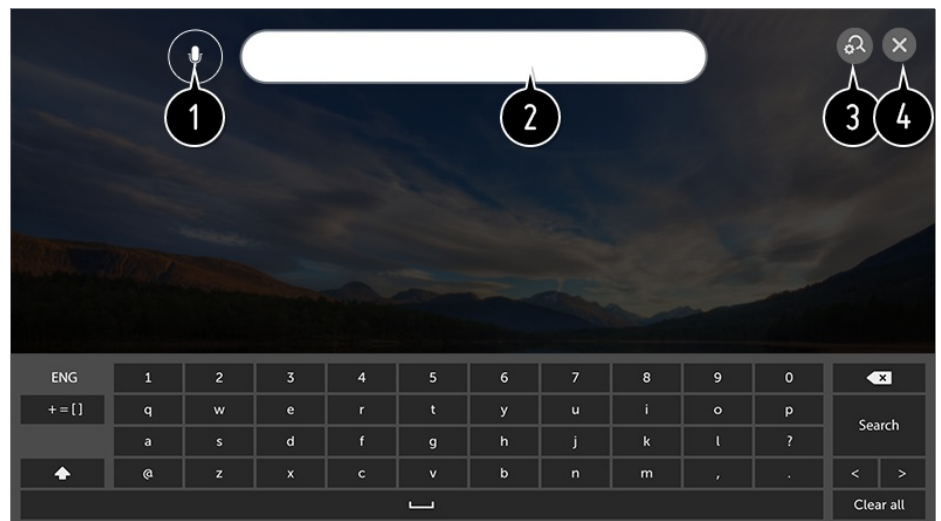 1 2 3 4
ENG 1 2 3 4 5 6 7 8 9 0
+=[] q w e r t y u i o p
Search
a s d f g h j k l ?
@ z x c v b n m , . < >
Clear all